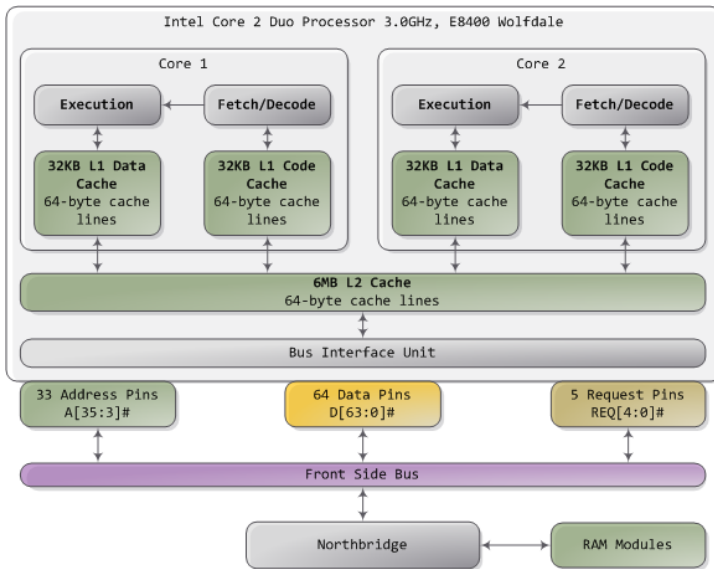 Intel Core 2 Duo Processor 3.0GHz, E8400 Wolfdale
Core 1
Execution
Fetch/Decode
32KB L1 Data
Cache
64-byte cache
lines
32KB L1 Code
Cache
64-byte cache
lines
Core 2
Execution
Fetch/Decode
32KB L1 Data
Cache
64-byte cache
lines
32KB L1 Code
Cache
64-byte cache
lines
6MB L2 Cache
64-byte cache lines
Bus Interface Unit
33 Address Pins
A[35:3]#
64 Data Pins
D[63:0]#
5 Request Pins
REQ[4:0]#
Front Side Bus
Northbridge
RAM Modules